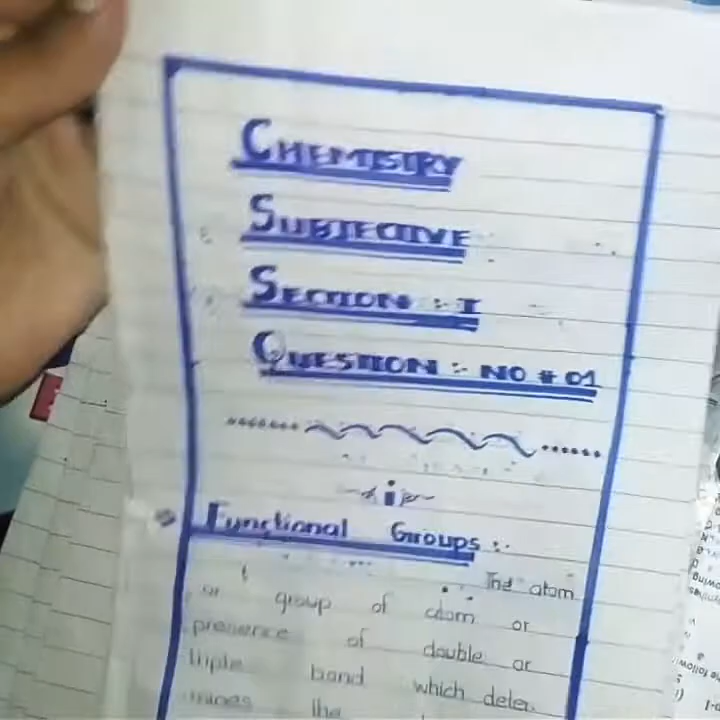 CHEMISTRY
SUBJECTIVE
SECTION :- I
QUESTION :- NO # 01
i
Functional Groups :-
The atom
or group of atom or
presence of double or
triple bond which deter
mines the